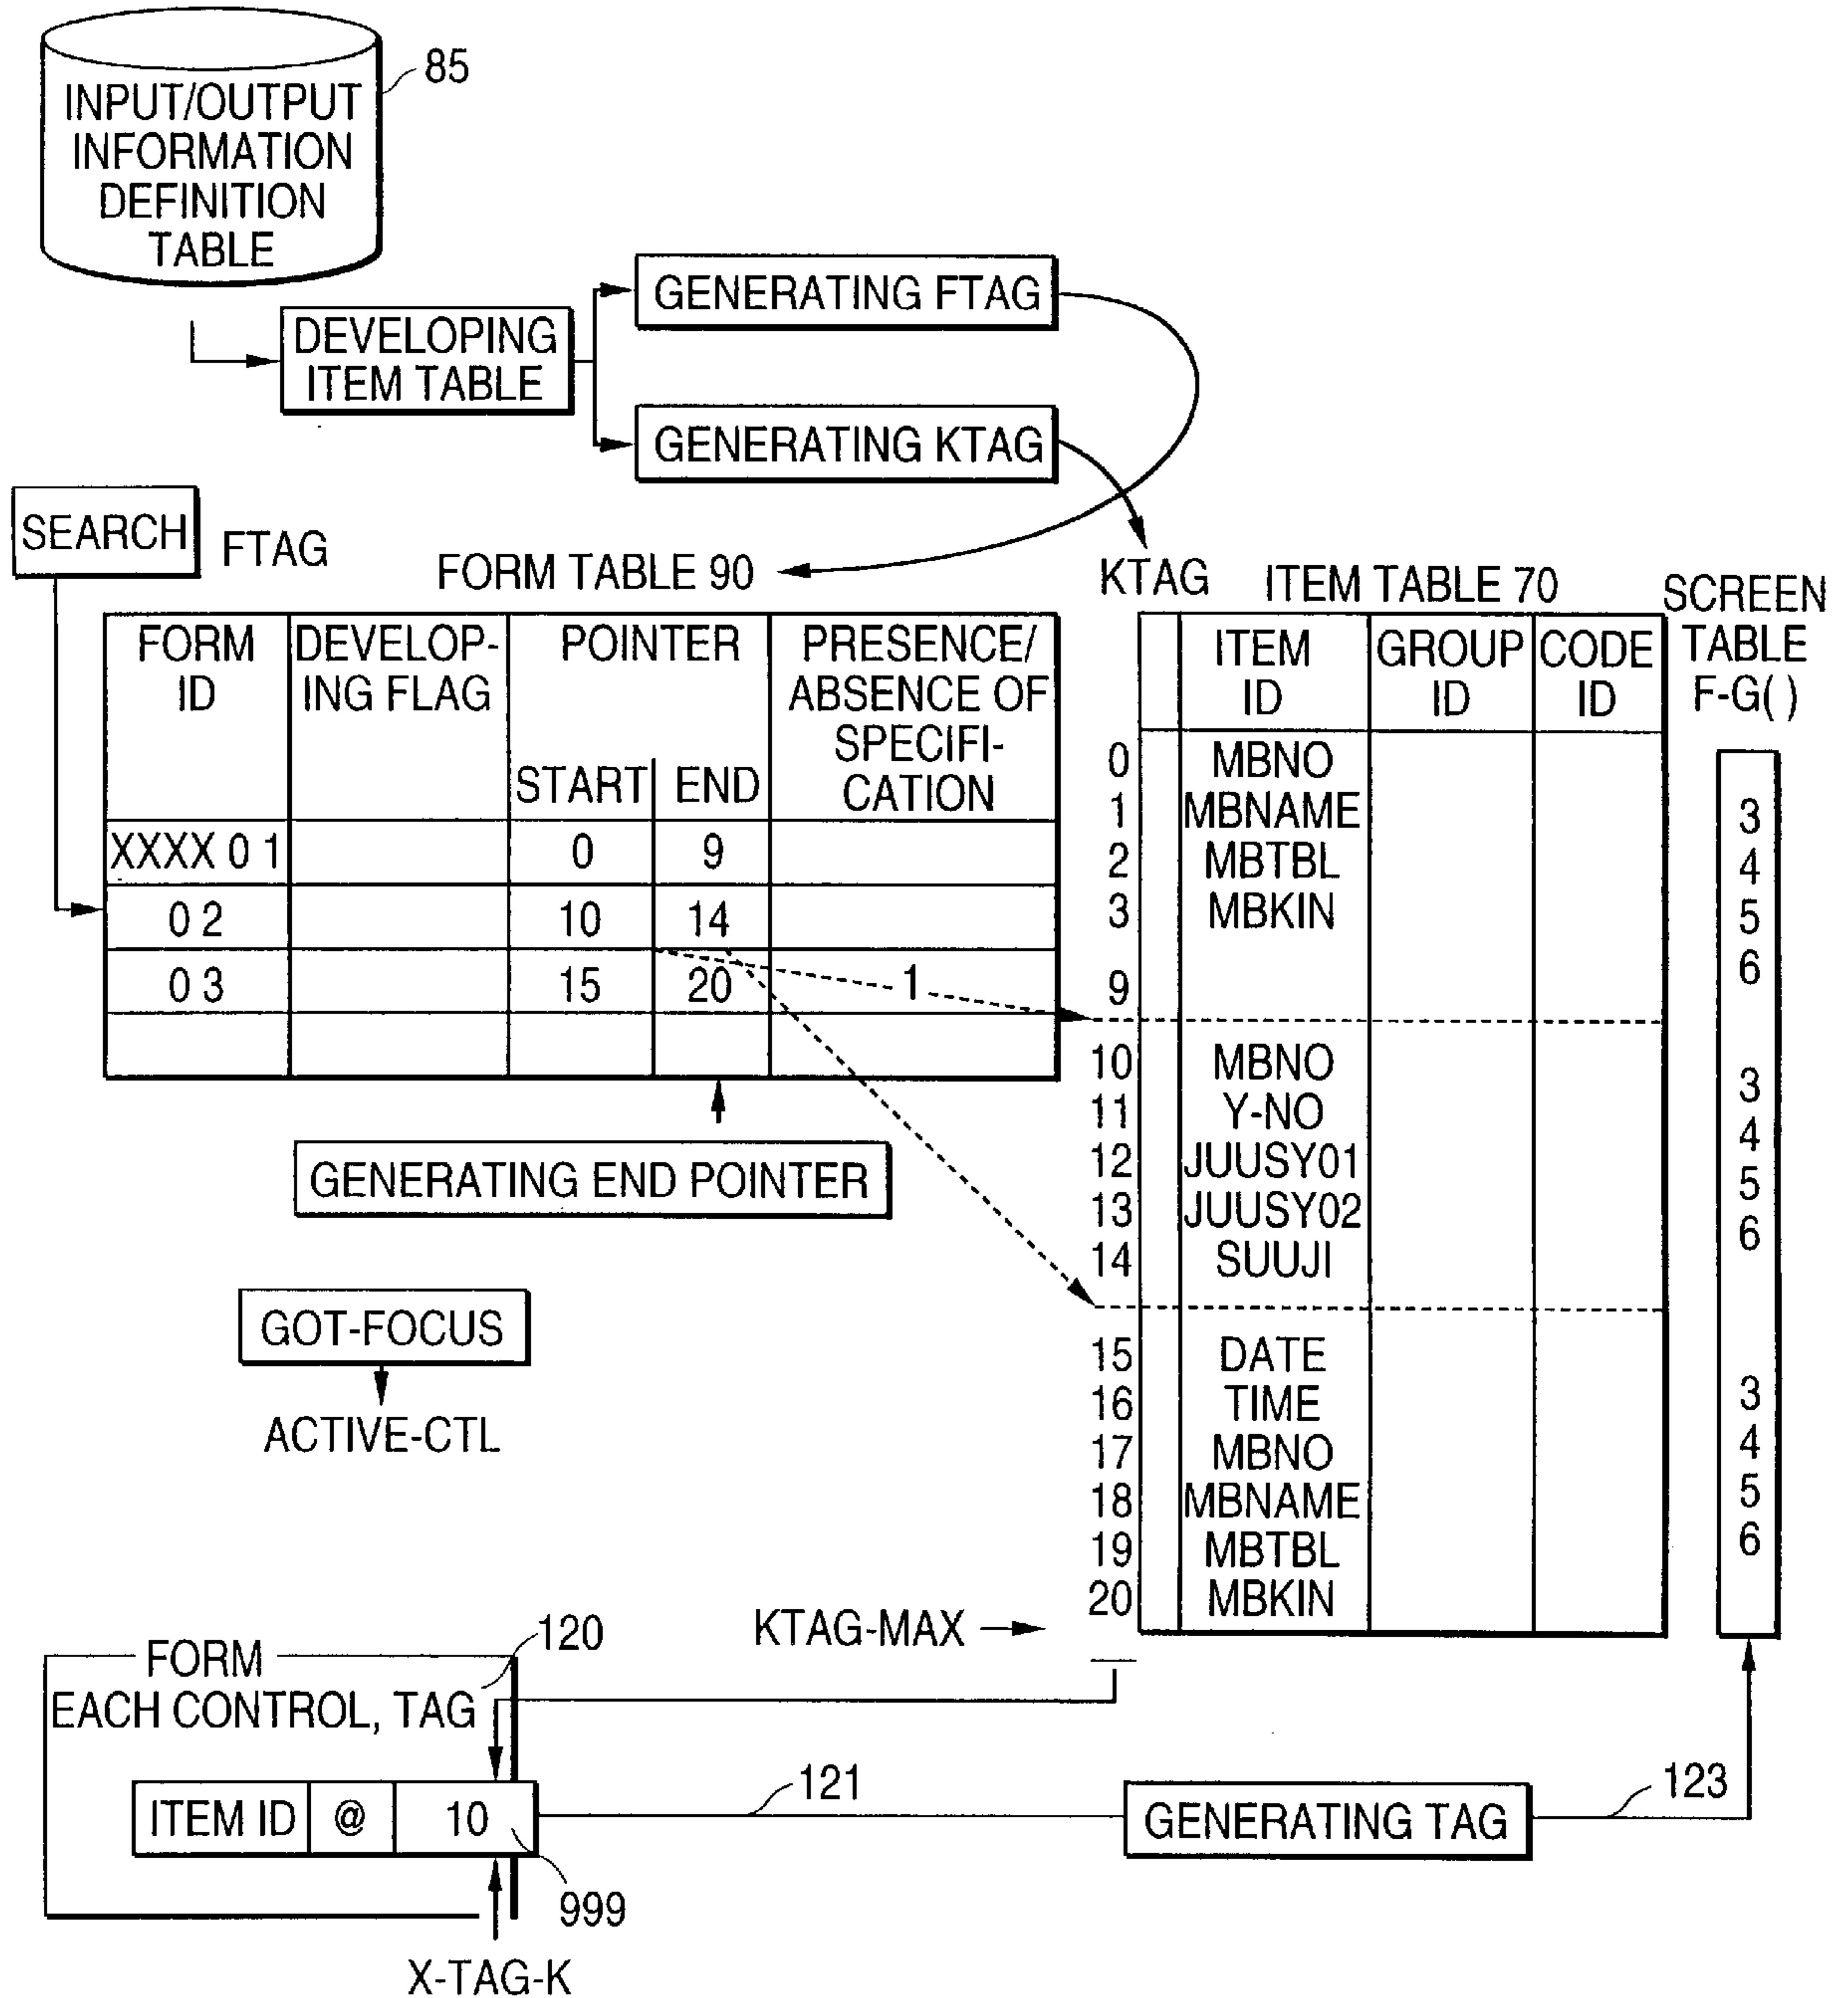 INPUT/OUTPUT
INFORMATION
DEFINITION
TABLE
85
DEVELOPING
ITEM TABLE
GENERATING FTAG
GENERATING KTAG
SEARCH
FTAG
FORM TABLE 90
FORM
ID
DEVELOP-
ING FLAG
POINTER
START
END
PRESENCE/
ABSENCE OF
SPECIFI-
CATION
XXXX 0 1
0
9
0 2
10
14
0 3
15
20
1
GENERATING END POINTER
GOT-FOCUS
ACTIVE-CTL
KTAG
ITEM TABLE 70
ITEM
ID
GROUP
ID
CODE
ID
SCREEN
TABLE
F-G( )
0 MBNO
1 MBNAME 3
2 MBTBL 4
3 MBKIN 5
6
9
10 MBNO 3
11 Y-NO 4
12 JUUSY01 5
13 JUUSY02 6
14 SUUJI
15 DATE
16 TIME 3
17 MBNO 4
18 MBNAME 5
19 MBTBL 6
20 MBKIN
KTAG-MAX
FORM
120
EACH CONTROL, TAG
ITEM ID @ 10
999
X-TAG-K
121
GENERATING TAG
123